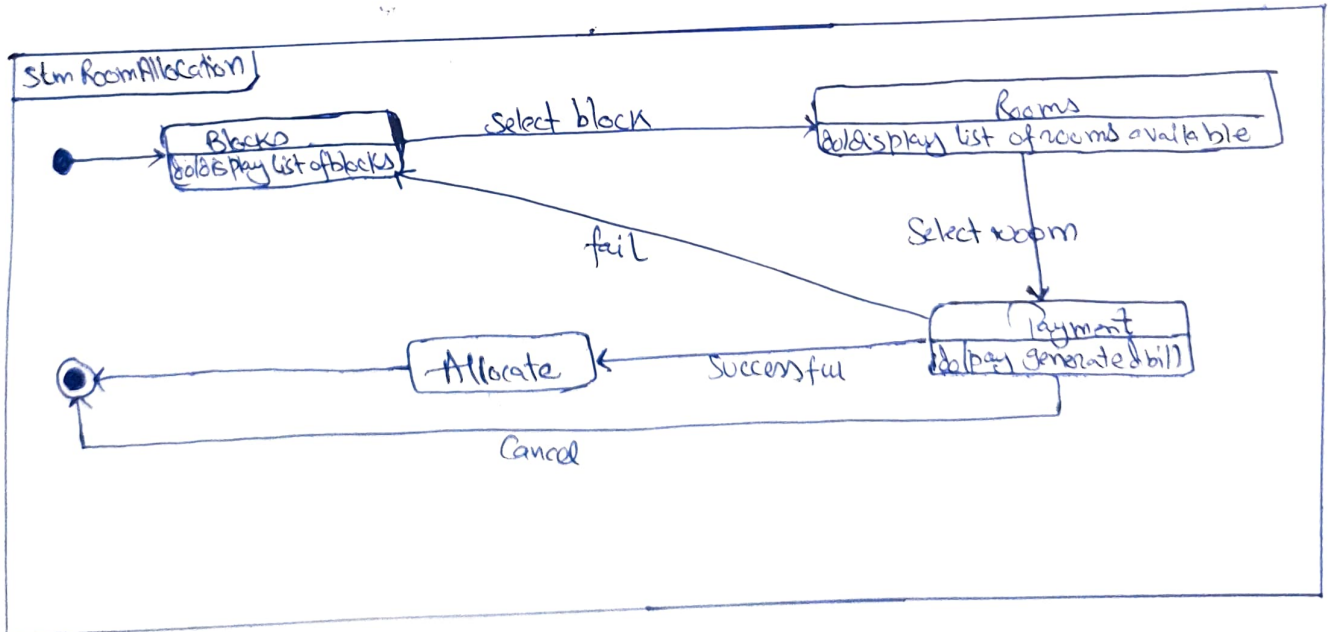 stm RoomAllocation
Blocks
do/display list of blocks
Select block
Rooms
do/display list of rooms available
fail
Select room
Payment
do/pay generated bill
Successful
Allocate
Cancel